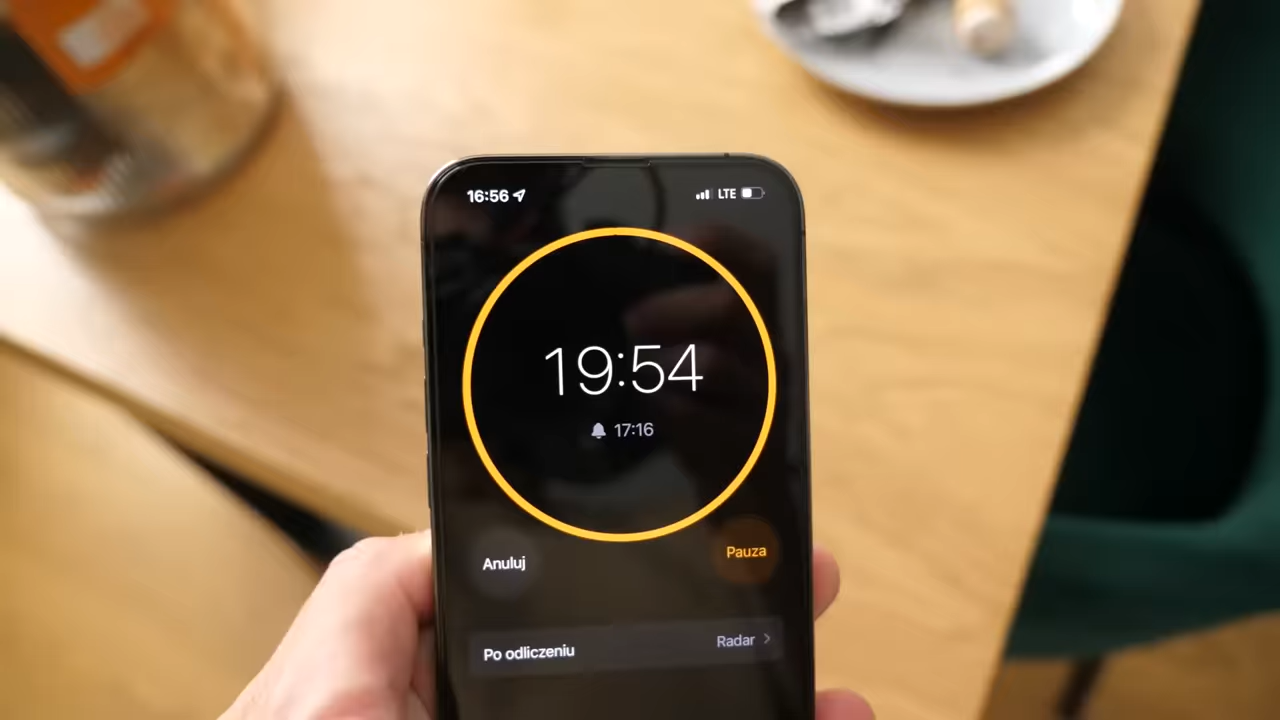 16:56 LTE
19:54
17:16
Anuluj Pauza
Po odliczeniu Radar